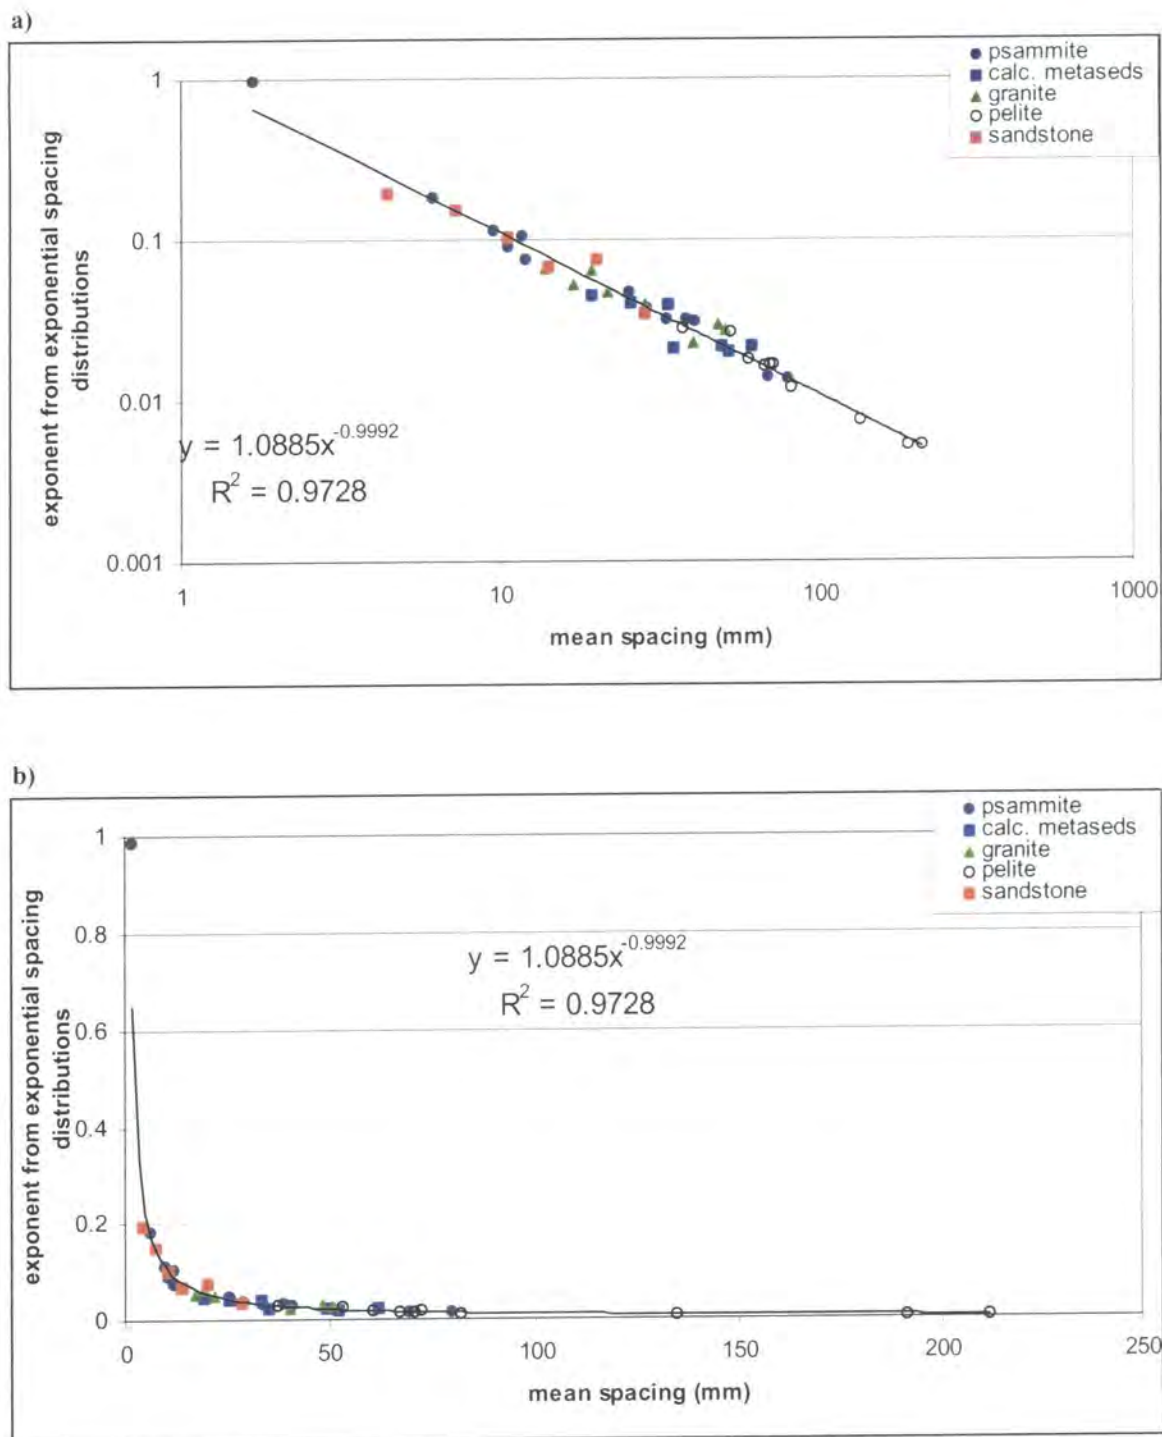 a)
psammite
calc. metaseds
granite
pelite
sandstone
exponent from exponential spacing
distributions
1
0.1
0.01
0.001
y = 1.0885x^-0.9992
R^2 = 0.9728
1
10
100
1000
mean spacing (mm)
b)
psammite
calc. metaseds
granite
pelite
sandstone
exponent from exponential spacing
distributions
1
0.8
0.6
0.4
0.2
0
y = 1.0885x^-0.9992
R^2 = 0.9728
0
50
100
150
200
250
mean spacing (mm)